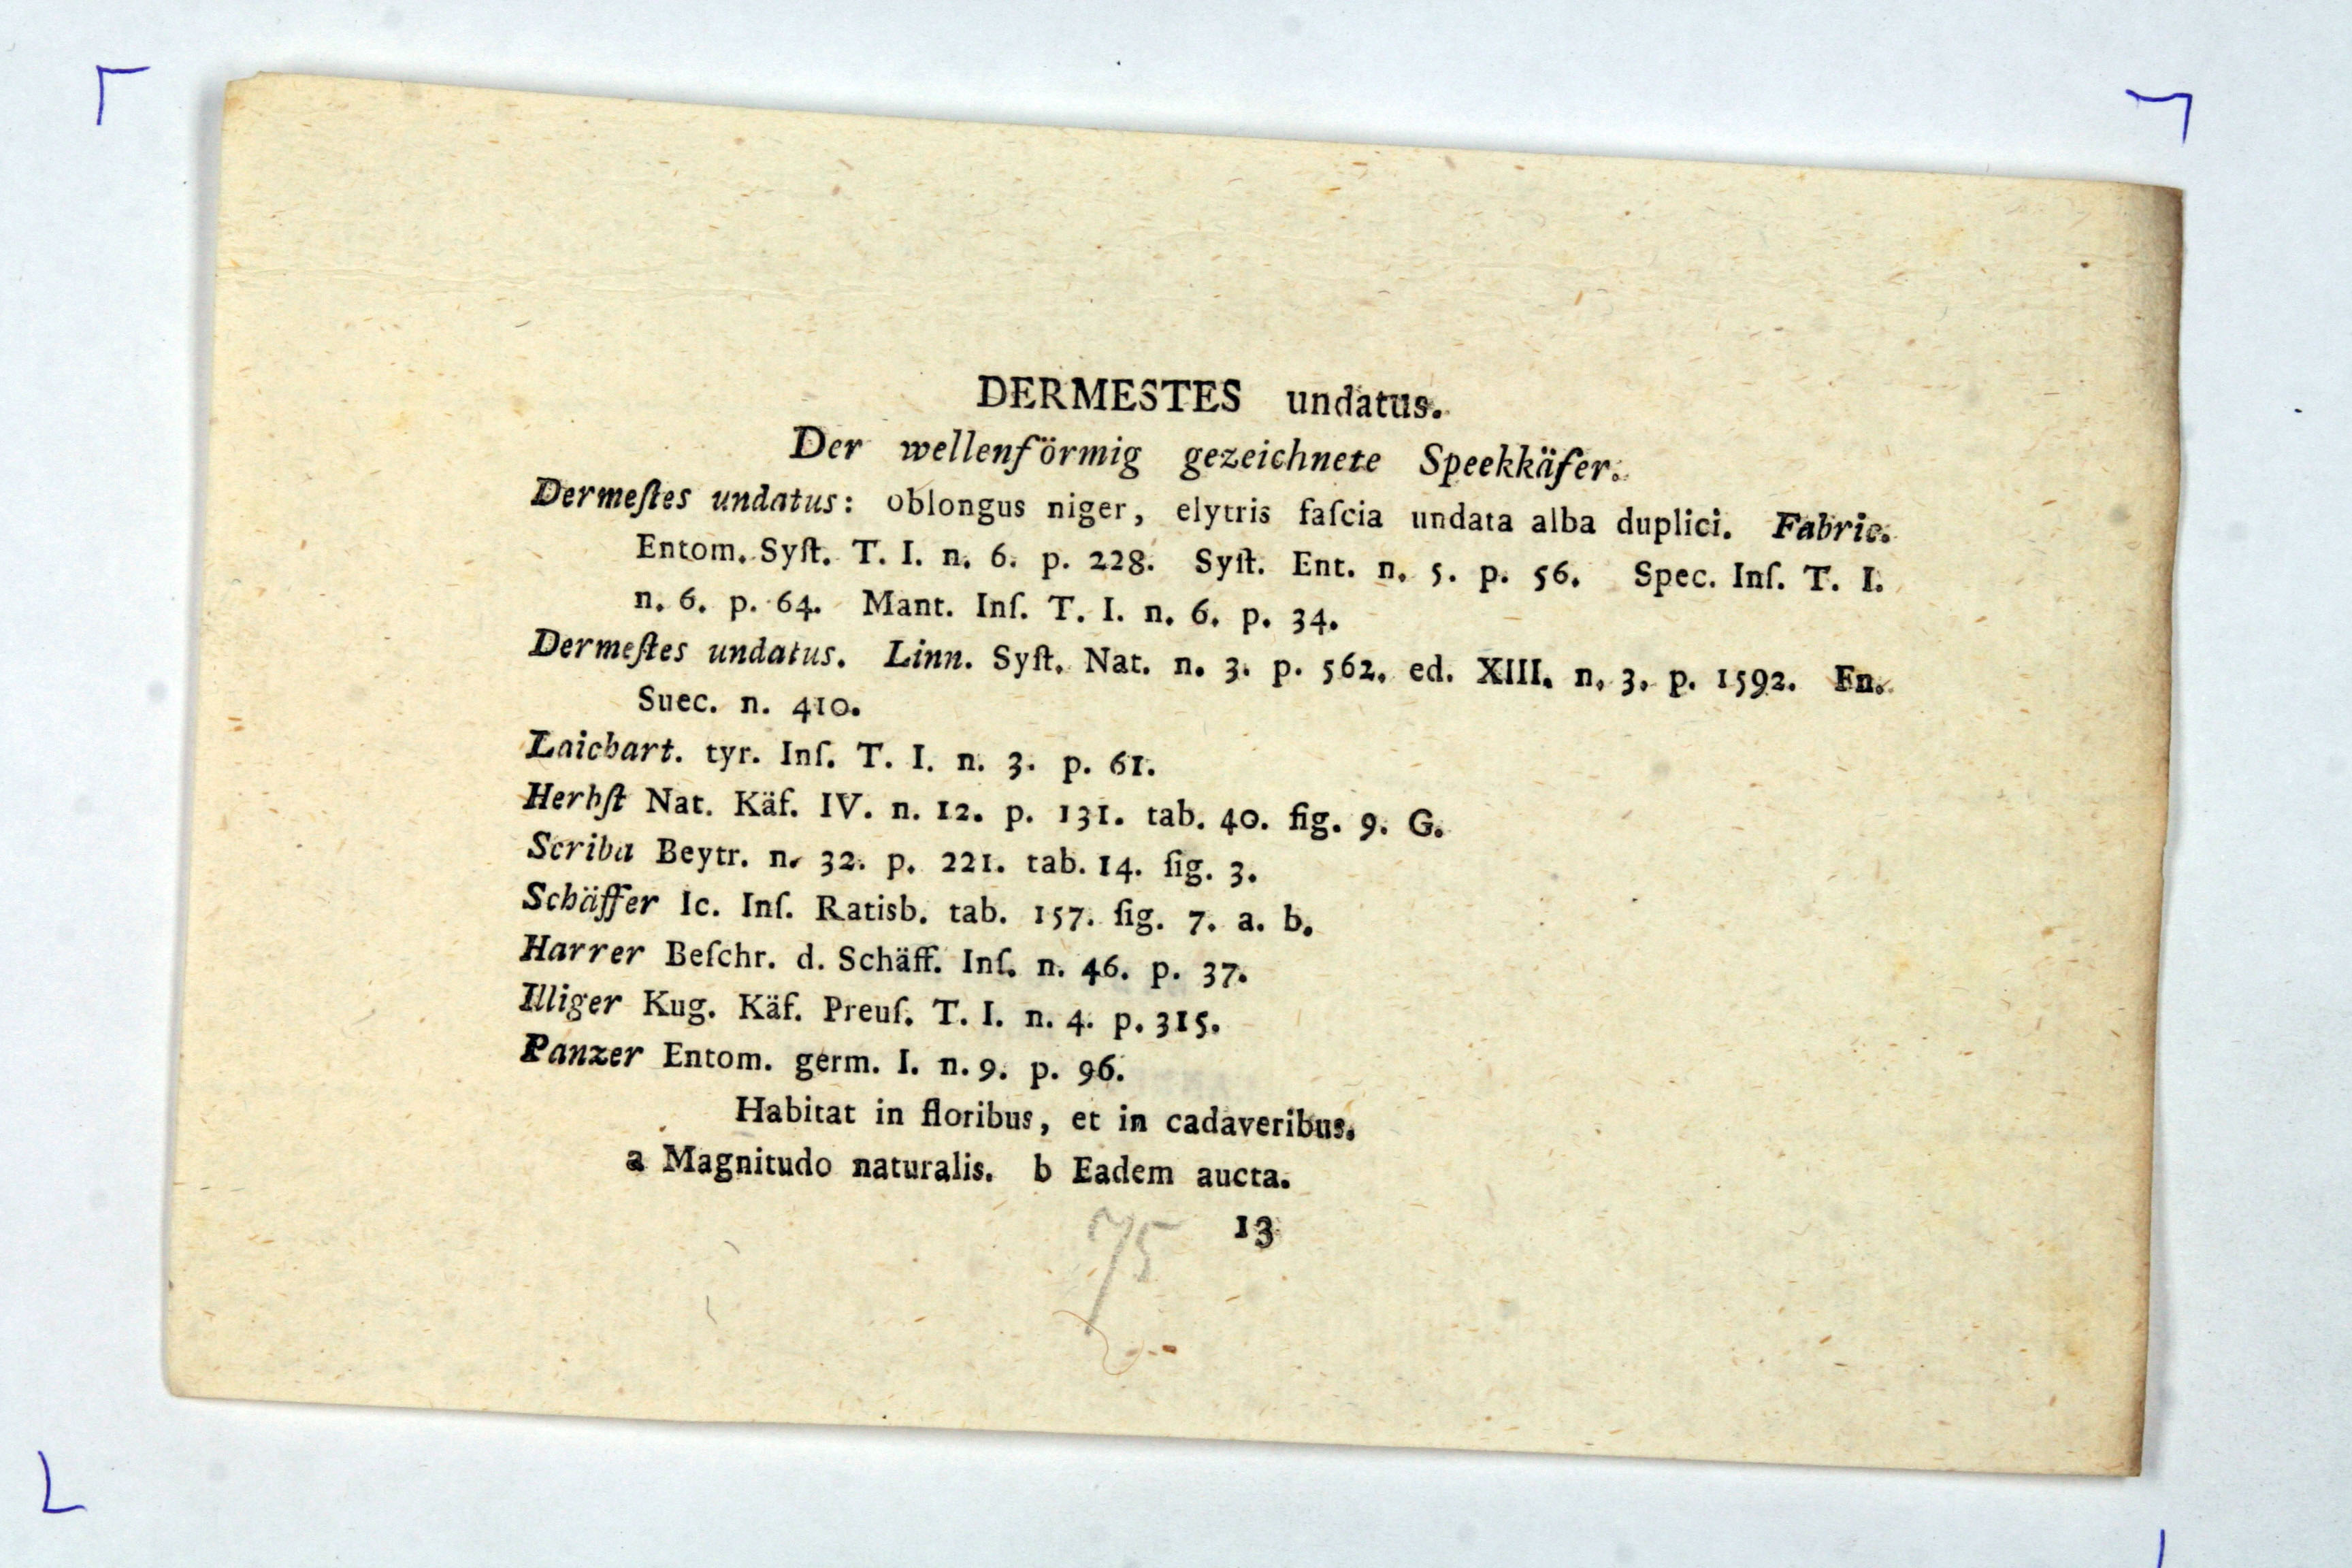 DERMESTES undatus.
Der wellenförmig gezeichnete Speekkäfer.
Dermeſtes undatus: oblongus niger, elytris faſcia undata alba duplici. Fabric.
Entom. Syſt. T. I. n. 6. p. 228. Syſt. Ent. n. 5. p. 56. Spec. Inſ. T. I.
n. 6. p. 64. Mant. Inſ. T. I. n. 6. p. 34.
Dermeſtes undatus. Linn. Syſt. Nat. n. 3. p. 562. ed. XIII. n. 3. p. 1592. Fn.
Suec. n. 410.
Laichart. tyr. Inſ. T. I. n. 3. p. 61.
Herbſt Nat. Käf. IV. n. 12. p. 131. tab. 40. fig. 9. G.
Scriba Beytr. n. 32. p. 221. tab. 14. fig. 3.
Schäffer Ic. Inſ. Ratisb. tab. 157. fig. 7. a. b.
Harrer Beſchr. d. Schäff. Inſ. n. 46. p. 37.
Illiger Kug. Käf. Preuſ. T. I. n. 4. p. 315.
Panzer Entom. germ. I. n. 9. p. 96.
Habitat in floribus, et in cadaveribus.
a Magnitudo naturalis. b Eadem aucta.
13
75